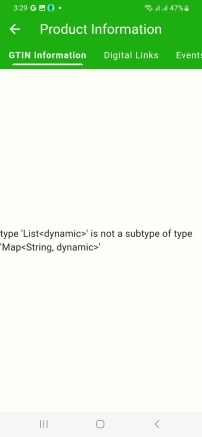 3:29 G
47%
Product Information
GTIN Information Digital Links Events
type 'List<dynamic>' is not a subtype of type
'Map<String, dynamic>'